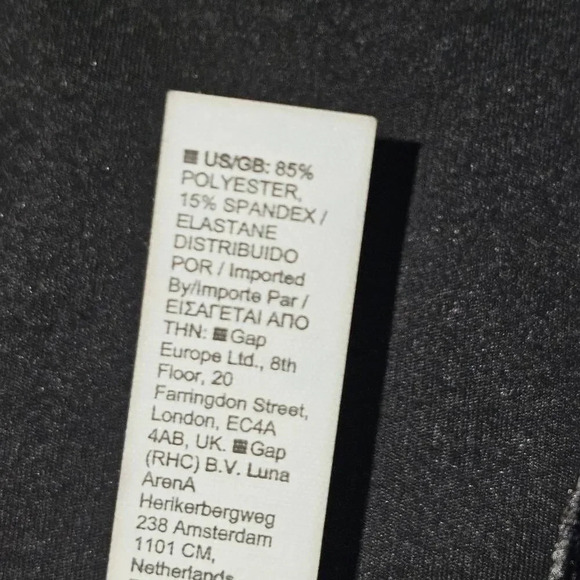 US/GB: 85%
POLYESTER,
15% SPANDEX /
ELASTANE
DISTRIBUIDO
POR / Imported
By/Importe Par /
ΕΙΣΑΓΕΤΑΙ ΑΠΟ
ΤΗΝ: Gap
Europe Ltd., 8th
Floor, 20
Farringdon Street,
London, EC4A
4AB, UK. Gap
(RHC) B.V. Luna
ArenA
Herikerbergweg
238 Amsterdam
1101 CM,
Netherlands